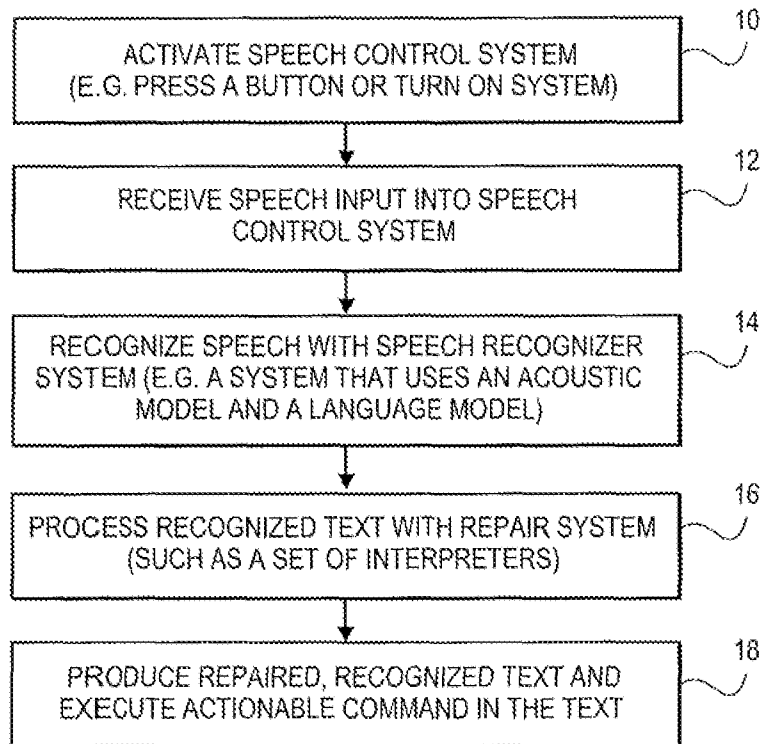 10
ACTIVATE SPEECH CONTROL SYSTEM
(E.G. PRESS A BUTTON OR TURN ON SYSTEM)
12
RECEIVE SPEECH INPUT INTO SPEECH
CONTROL SYSTEM
14
RECOGNIZE SPEECH WITH SPEECH RECOGNIZER
SYSTEM (E.G. A SYSTEM THAT USES AN ACOUSTIC
MODEL AND A LANGUAGE MODEL)
16
PROCESS RECOGNIZED TEXT WITH REPAIR SYSTEM
(SUCH AS A SET OF INTERPRETERS)
18
PRODUCE REPAIRED, RECOGNIZED TEXT AND
EXECUTE ACTIONABLE COMMAND IN THE TEXT